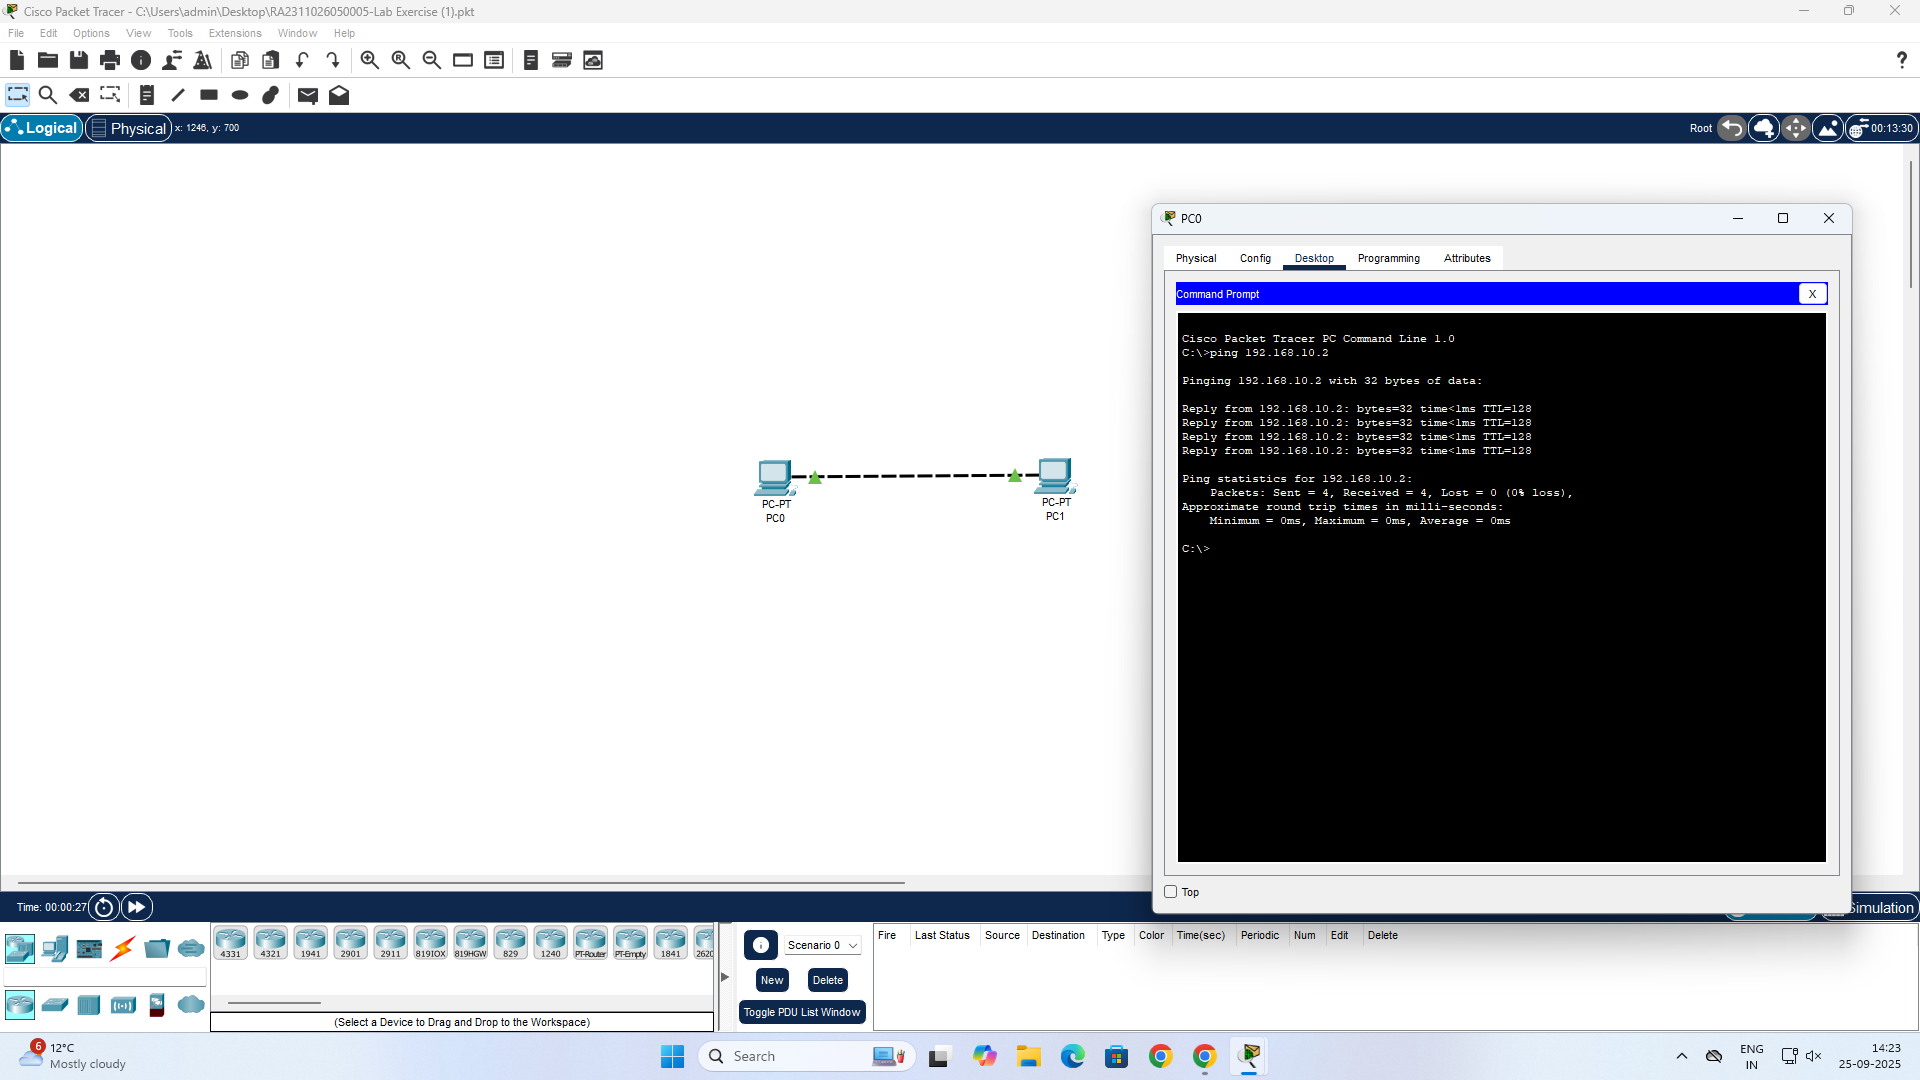 Cisco Packet Tracer - C:\Users\admin\Desktop\RA2311026050005-Lab Exercise (1).pkt
File Edit Options View Tools Extensions Window Help
?
Logical Physical x: 1246, y: 700
Root 00:13:30
PC0
Physical Config Desktop Programming Attributes
Command Prompt
X
Cisco Packet Tracer PC Command Line 1.0
C:\>ping 192.168.10.2
Pinging 192.168.10.2 with 32 bytes of data:
Reply from 192.168.10.2: bytes=32 time<1ms TTL=128
Reply from 192.168.10.2: bytes=32 time<1ms TTL=128
Reply from 192.168.10.2: bytes=32 time<1ms TTL=128
Reply from 192.168.10.2: bytes=32 time<1ms TTL=128
Ping statistics for 192.168.10.2:
Packets: Sent = 4, Received = 4, Lost = 0 (0% loss),
Approximate round trip times in milli-seconds:
Minimum = 0ms, Maximum = 0ms, Average = 0ms
C:\>
Top
PC-PT
PC0
PC-PT
PC1
Time: 00:00:27
Simulation
4331 4321 1941 2901 2911 819IOX 819HGW 829 1240 PT-Router PT-Empty 1841 2620
(Select a Device to Drag and Drop to the Workspace)
Scenario 0
New Delete
Toggle PDU List Window
Fire Last Status Source Destination Type Color Time(sec) Periodic Num Edit Delete
6
12°C
Mostly cloudy
Search
ENG
IN
14:23
25-09-2025